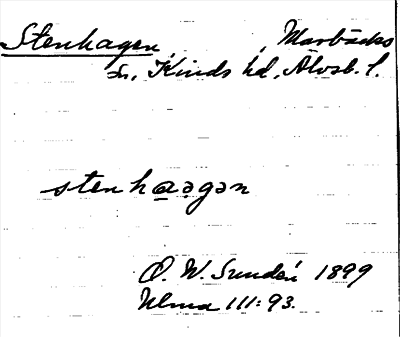 Stenhagen, Marbäcks
sn, Kinds hd, Älvsb. l.
stenhaagən
O. W. Sundén 1899
Ulma 111:93.